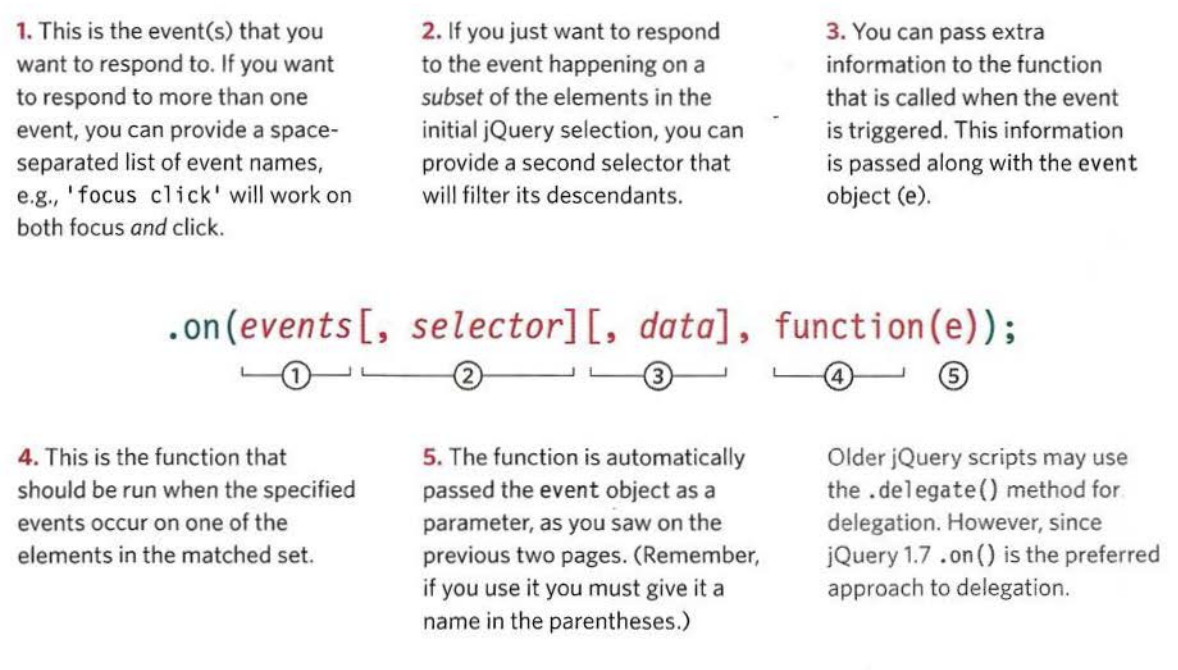 1. This is the event(s) that you
want to respond to. If you want
to respond to more than one
event, you can provide a space-
separated list of event names,
e.g., 'focus click' will work on
both focus and click.
2. If you just want to respond
to the event happening on a
subset of the elements in the
initial jQuery selection, you can
provide a second selector that
will filter its descendants.
3. You can pass extra
information to the function
that is called when the event
is triggered. This information
is passed along with the event
object (e).
.on(events[, selector][, data], function(e));
1 2 3 4 5
4. This is the function that
should be run when the specified
events occur on one of the
elements in the matched set.
5. The function is automatically
passed the event object as a
parameter, as you saw on the
previous two pages. (Remember,
if you use it you must give it a
name in the parentheses.)
Older jQuery scripts may use
the .delegate() method for
delegation. However, since
jQuery 1.7 .on() is the preferred
approach to delegation.